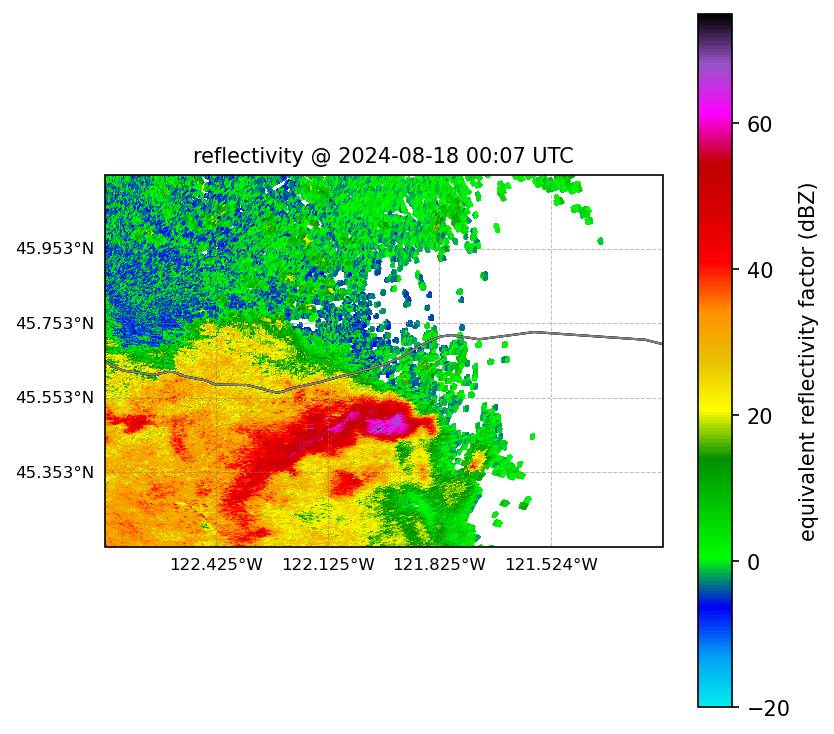 reflectivity @ 2024-08-18 00:07 UTC
45.953°N
45.753°N
45.553°N
45.353°N
122.425°W 122.125°W 121.825°W 121.524°W
60
40
20
0
−20
equivalent reflectivity factor (dBZ)